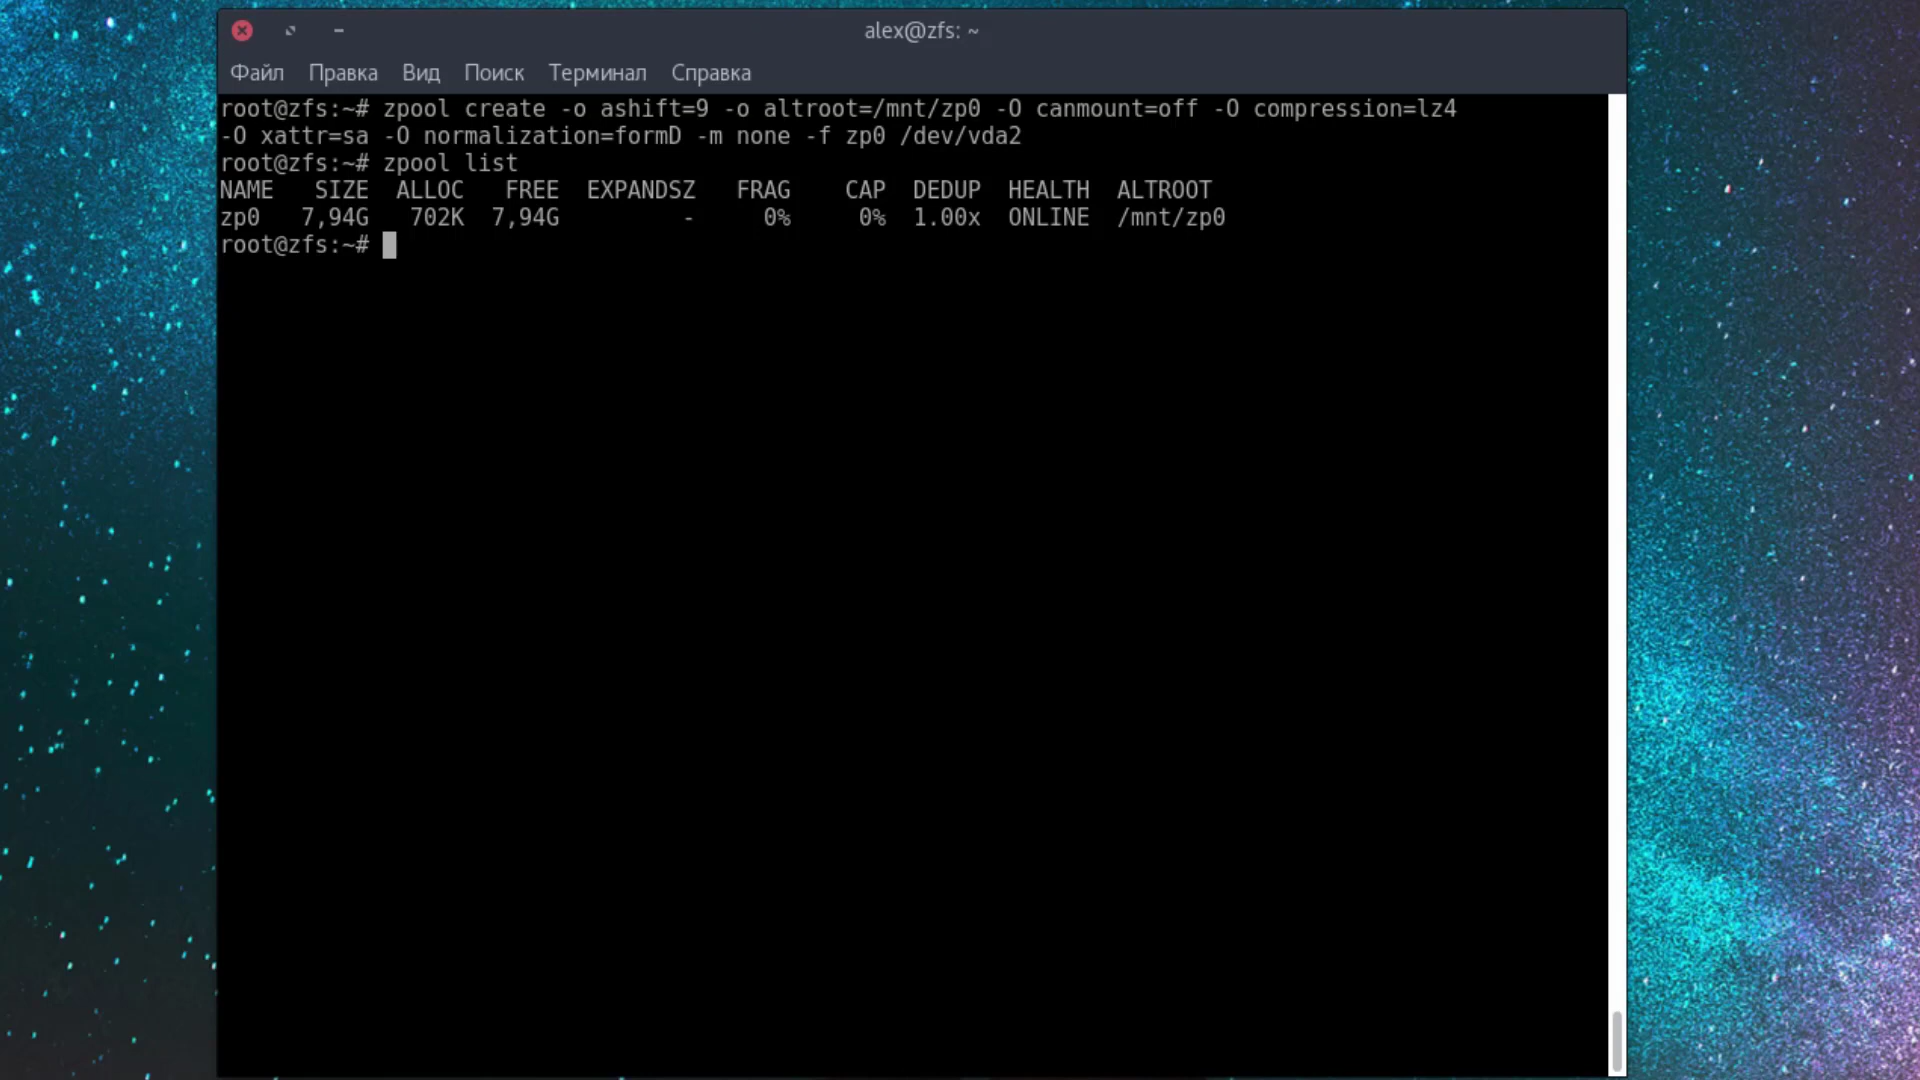 alex@zfs: ~
Файл Правка Вид Поиск Терминал Справка
root@zfs:~# zpool create -o ashift=9 -o altroot=/mnt/zp0 -O canmount=off -O compression=lz4
-O xattr=sa -O normalization=formD -m none -f zp0 /dev/vda2
root@zfs:~# zpool list
NAME SIZE ALLOC FREE EXPANDSZ FRAG CAP DEDUP HEALTH ALTROOT
zp0 7,94G 702K 7,94G - 0% 0% 1.00x ONLINE /mnt/zp0
root@zfs:~#